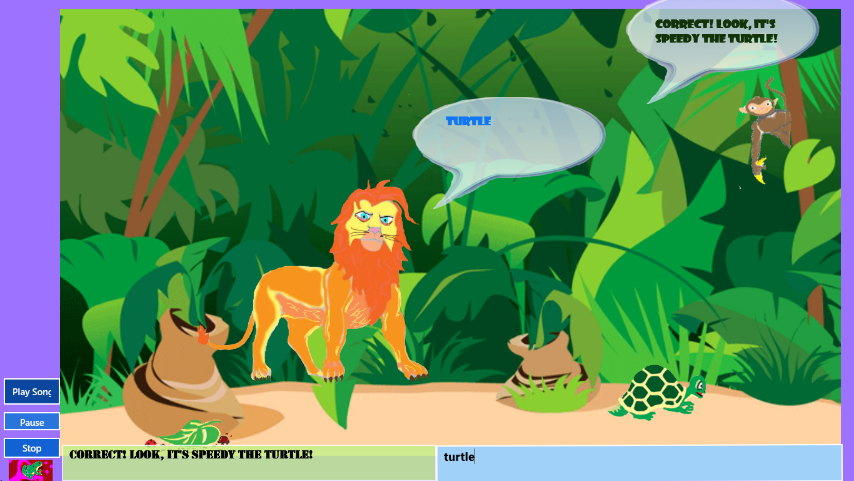 CORRECT! LOOK, IT'S
SPEEDY THE TURTLE!
TURTLE
Play Song
Pause
Stop
CORRECT! LOOK, IT'S SPEEDY THE TURTLE!
turtle